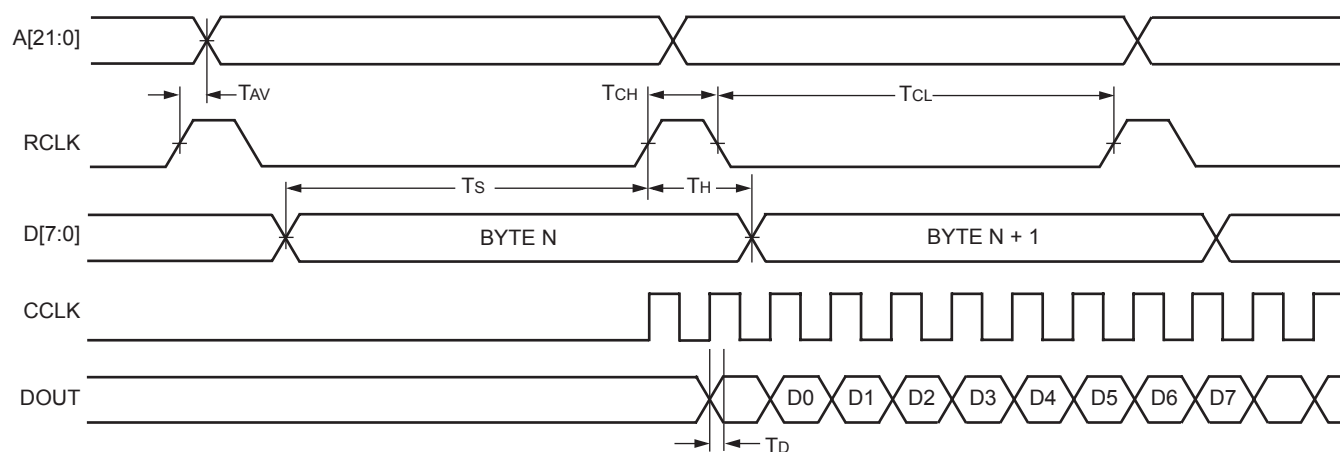 A[21:0]
TAV
TCH
TCL
RCLK
TS
TH
D[7:0]
BYTE N
BYTE N + 1
CCLK
DOUT
D0 D1 D2 D3 D4 D5 D6 D7
TD